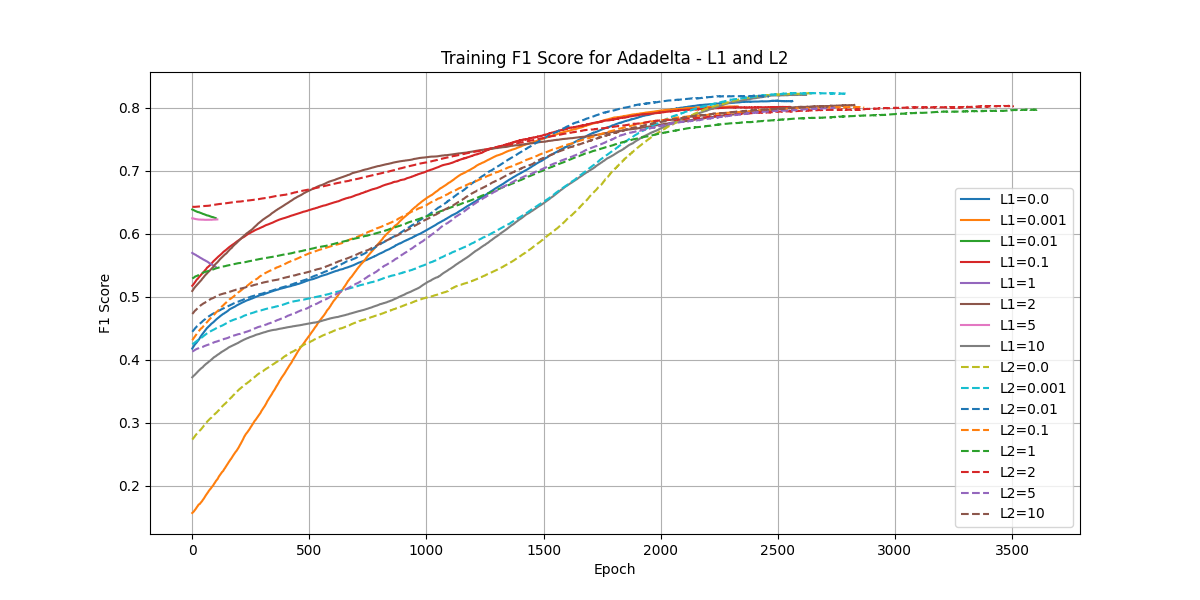 Training F1 Score for Adadelta - L1 and L2
F1 Score
0.8
0.7
0.6
0.5
0.4
0.3
0.2
0
500
1000
1500
2000
2500
3000
3500
Epoch
L1=0.0
L1=0.001
L1=0.01
L1=0.1
L1=1
L1=2
L1=5
L1=10
L2=0.0
L2=0.001
L2=0.01
L2=0.1
L2=1
L2=2
L2=5
L2=10